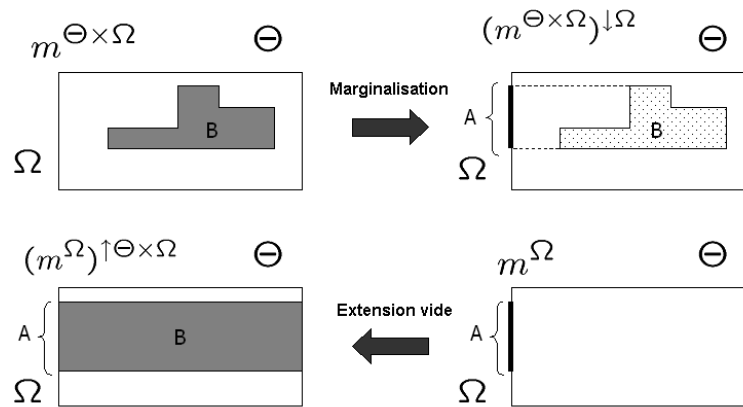 m^{Θ×Ω} Θ
(m^{Θ×Ω})^{↓Ω} Θ
B
Ω
Marginalisation
A
B
Ω
(m^Ω)^{↑Θ×Ω} Θ
m^Ω Θ
A
B
Ω
Extension vide
A
Ω